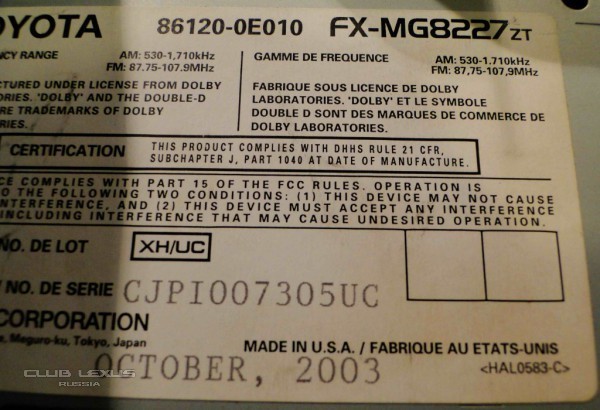 OYOTA 86120-0E010 FX-MG8227ZT
NCY RANGE AM: 530-1,710kHz
FM: 87.75-107.9MHz
GAMME DE FREQUENCE AM: 530-1,710kHz
FM: 87,75-107,9MHz
CTURED UNDER LICENSE FROM DOLBY
ORIES. 'DOLBY' AND THE DOUBLE-D
RE TRADEMARKS OF DOLBY
RIES.
FABRIQUE SOUS LICENCE DE DOLBY
LABORATORIES. 'DOLBY' ET LE SYMBOLE
DOUBLE D SONT DES MARQUES DE COMMERCE DE
DOLBY LABORATORIES.
CERTIFICATION THIS PRODUCT COMPLIES WITH DHHS RULE 21 CFR,
SUBCHAPTER J, PART 1040 AT DATE OF MANUFACTURE.
CE COMPLIES WITH PART 15 OF THE FCC RULES. OPERATION IS
TO THE FOLLOWING TWO CONDITIONS: (1) THIS DEVICE MAY NOT CAUSE
INTERFERENCE, AND (2) THIS DEVICE MUST ACCEPT ANY INTERFERENCE
INCLUDING INTERFERENCE THAT MAY CAUSE UNDESIRED OPERATION.
NO. DE LOT XH/UC
NO. DE SERIE CJPI007305UC
CORPORATION
, Meguro-ku, Tokyo, Japan
MADE IN U.S.A. / FABRIQUE AU ETATS-UNIS
OCTOBER, 2003 <HAL0583-C>
CLUB LEXUS
RUSSIA